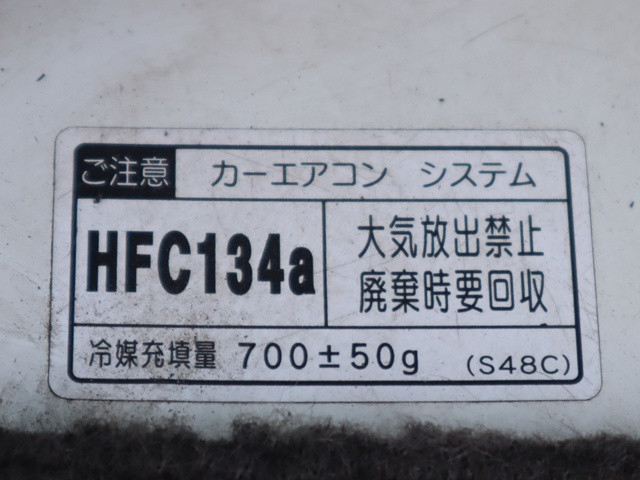 ご注意 カーエアコン システム
HFC134a
大気放出禁止
廃棄時要回収
冷媒充填量 700±50g (S48C)